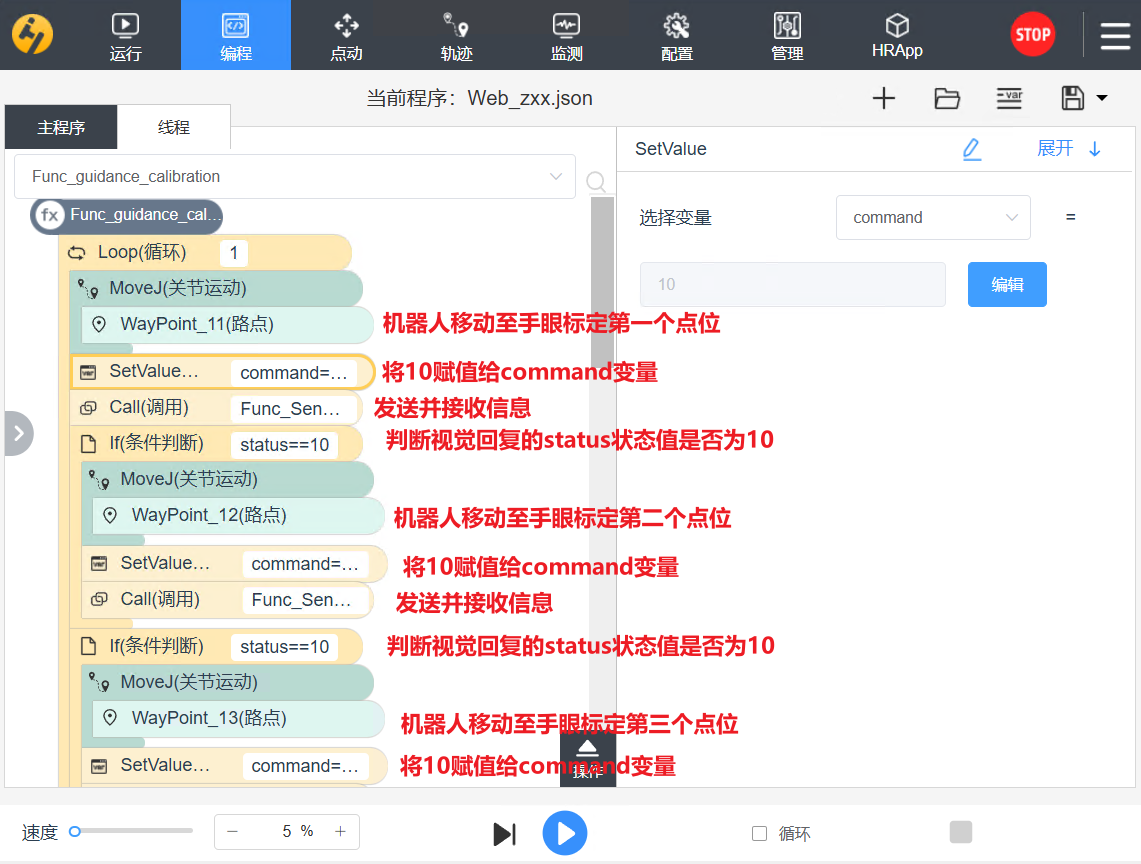 运行
编程
点动
轨迹
监测
配置
管理
HRApp
STOP
当前程序：Web_zxx.json
var
主程序
线程
Func_guidance_calibration
fx Func_guidance_cal...
Loop(循环) 1
MoveJ(关节运动)
WayPoint_11(路点) 机器人移动至手眼标定第一个点位
var SetValue... command=... 将10赋值给command变量
Call(调用) Func_Sen... 发送并接收信息
If(条件判断) status==10 判断视觉回复的status状态值是否为10
MoveJ(关节运动)
WayPoint_12(路点) 机器人移动至手眼标定第二个点位
var SetValue... command=... 将10赋值给command变量
Call(调用) Func_Sen... 发送并接收信息
If(条件判断) status==10 判断视觉回复的status状态值是否为10
MoveJ(关节运动)
WayPoint_13(路点) 机器人移动至手眼标定第三个点位
var SetValue... command=... 将10赋值给command变量
操作
SetValue
展开
选择变量 command =
10 编辑
速度 − 5 % +
循环